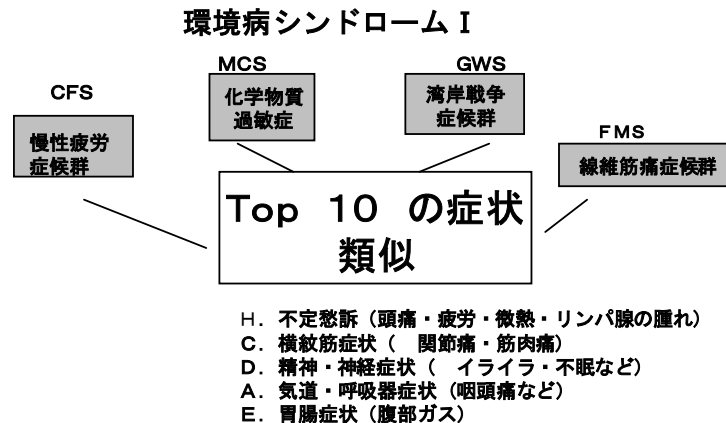 環境病シンドロームⅠ
CFS
慢性疲労
症候群
MCS
化学物質
過敏症
GWS
湾岸戦争
症候群
FMS
線維筋痛症候群
Top 10 の症状
類似
H．不定愁訴（頭痛・疲労・微熱・リンパ腺の腫れ）
C．横紋筋症状（ 関節痛・筋肉痛）
D．精神・神経症状（ イライラ・不眠など）
A．気道・呼吸器症状（咽頭痛など）
E．胃腸症状（腹部ガス）